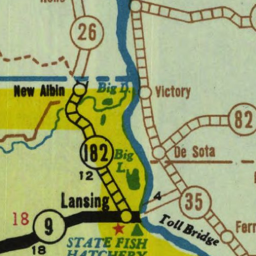 26
New Albin
Big D.
Victory
82
182
Big
L.
De Sota
12
Lansing
4
35
18
9
Toll Bridge
18
STATE FISH
HATCHERY